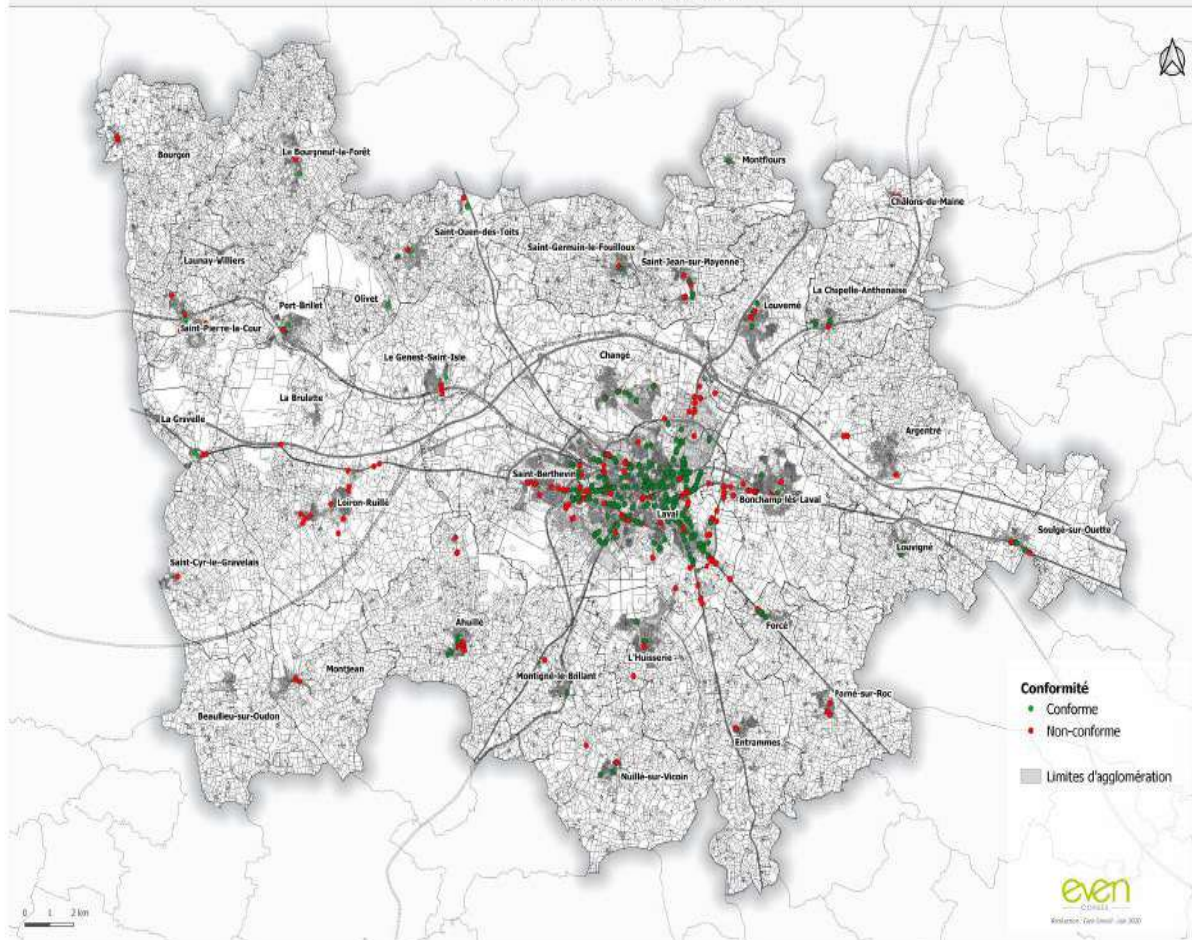 Bourgon
Le Bourgneuf-la-Forêt
Montflours
Châlons-du-Maine
Saint-Ouen-des-Toits
Saint-Germain-le-Fouilloux
Saint-Jean-sur-Mayenne
Launay-Villiers
La Chapelle-Anthenaise
Olivet
Port-Brillet
Louverné
Saint-Pierre-la-Cour
Changé
Le Genest-Saint-Isle
La Brulatte
La Gravelle
Argentré
Saint-Berthevin
Bonchamp-lès-Laval
Loiron-Ruillé
Laval
Soulgé-sur-Ouette
Louvigné
Saint-Cyr-le-Gravelais
Ahuillé
Forcé
L'Huisserie
Montjean
Montigné-le-Brillant
Parné-sur-Roc
Beaulieu-sur-Oudon
Entrammes
Nuillé-sur-Vicoin
Conformité
Conforme
Non-conforme
Limites d'agglomération
even
CONSEIL
0 1 2 km